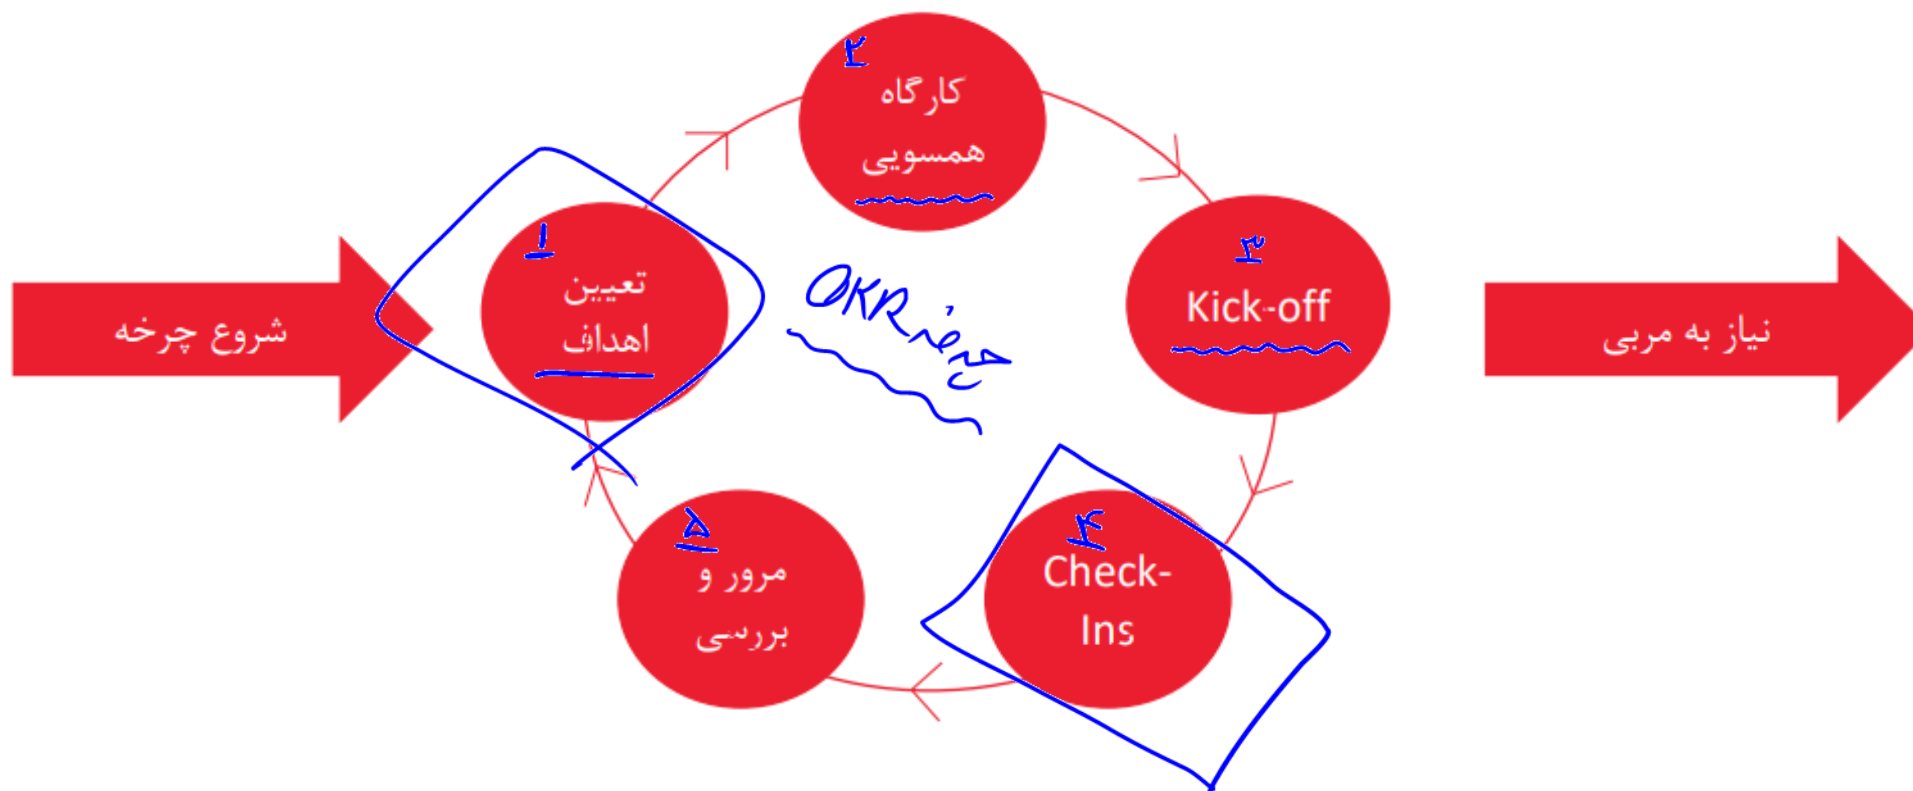 شروع چرخه
۱
تعیین
اهداف
۲
کارگاه
همسویی
۳
Kick-off
۴
Check-
Ins
۵
مرور و
بررسی
چرخه OKR
نیاز به مربی